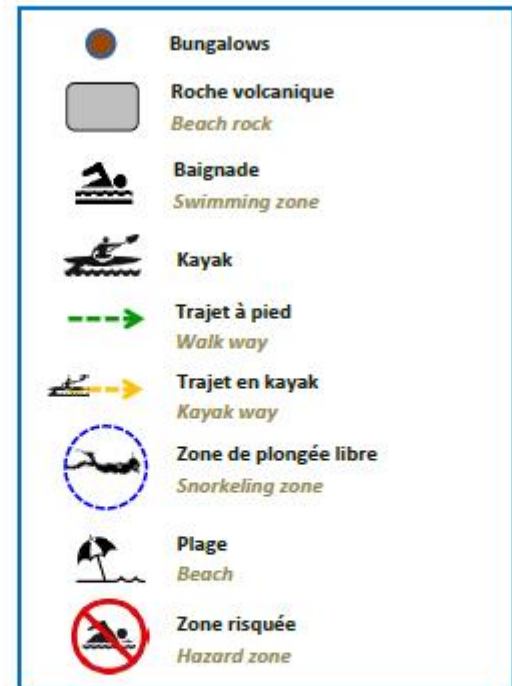 Bungalows
Roche volcanique
Beach rock
Baignade
Swimming zone
Kayak
Trajet à pied
Walk way
Trajet en kayak
Kayak way
Zone de plongée libre
Snorkeling zone
Plage
Beach
Zone risquée
Hazard zone